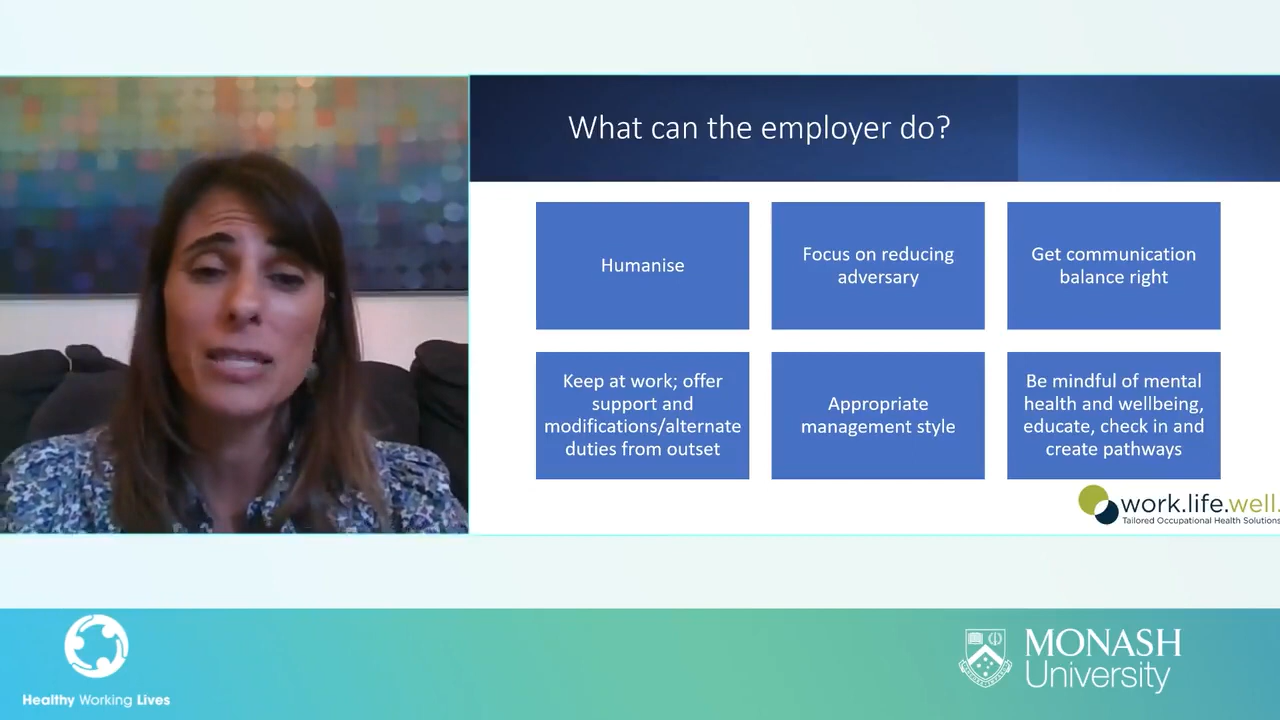 What can the employer do?
Humanise
Focus on reducing
adversary
Get communication
balance right
Keep at work; offer
support and
modifications/alternate
duties from outset
Appropriate
management style
Be mindful of mental
health and wellbeing,
educate, check in and
create pathways
work.life.well.
Tailored Occupational Health Solutions
Healthy Working Lives
MONASH
University